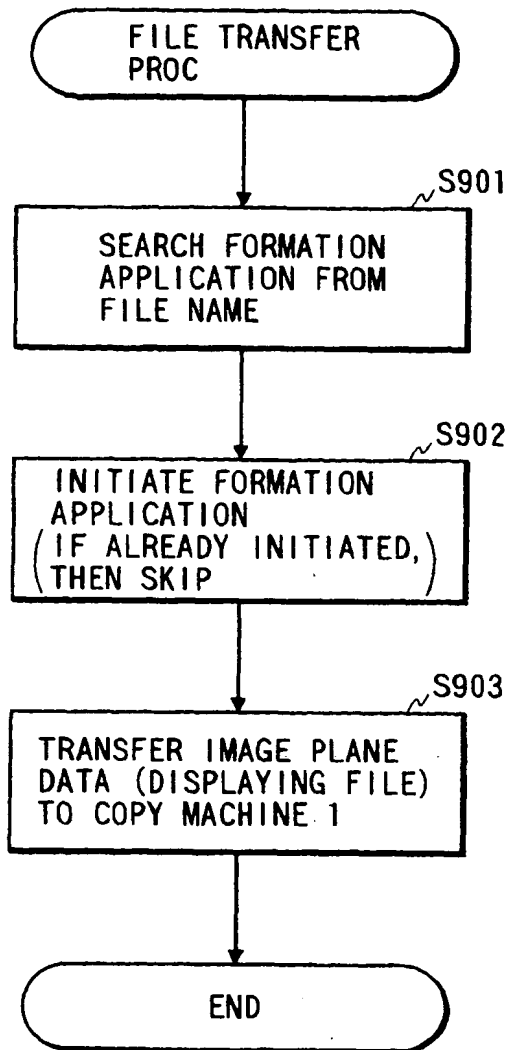 FILE TRANSFER
PROC
S901
SEARCH FORMATION
APPLICATION FROM
FILE NAME
S902
INITIATE FORMATION
APPLICATION
(IF ALREADY INITIATED,
THEN SKIP)
S903
TRANSFER IMAGE PLANE
DATA (DISPLAYING FILE)
TO COPY MACHINE 1
END